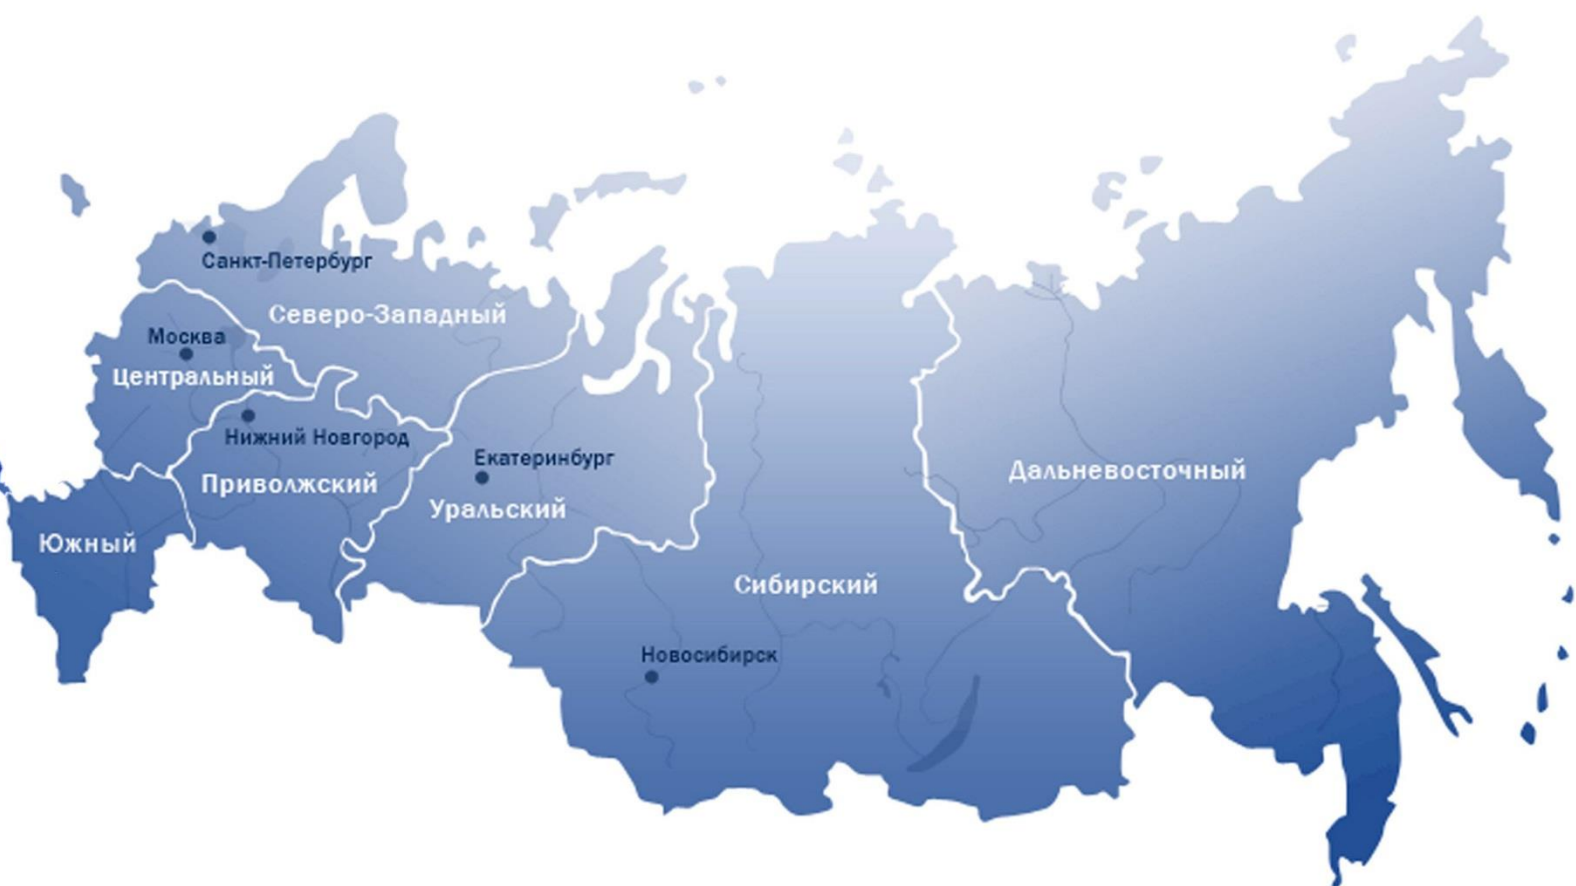 Санкт-Петербург
Северо-Западный
Москва
Центральный
Нижний Новгород
Екатеринбург
Приволжский
Уральский
Дальневосточный
Южный
Сибирский
Новосибирск